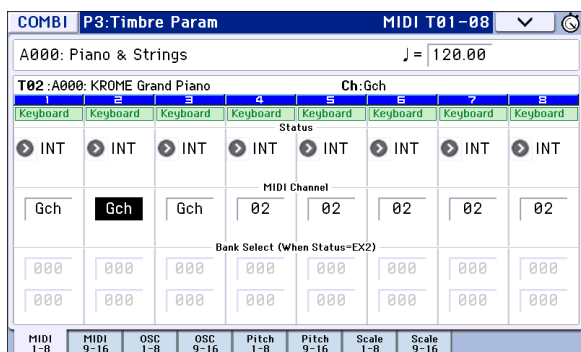 COMBI P3:Timbre Param MIDI T01-08
A000: Piano & Strings ♩= 120.00
T02 :A000: KROME Grand Piano Ch:Gch
1 2 3 4 5 6 7 8
Keyboard Keyboard Keyboard Keyboard Keyboard Keyboard Keyboard Keyboard
Status
INT INT INT INT INT INT INT INT
MIDI Channel
Gch Gch Gch 02 02 02 02 02
Bank Select (When Status=EX2)
000 000 000 000 000 000 000 000
000 000 000 000 000 000 000 000
MIDI 1-8 MIDI 9-16 OSC 1-8 OSC 9-16 Pitch 1-8 Pitch 9-16 Scale 1-8 Scale 9-16